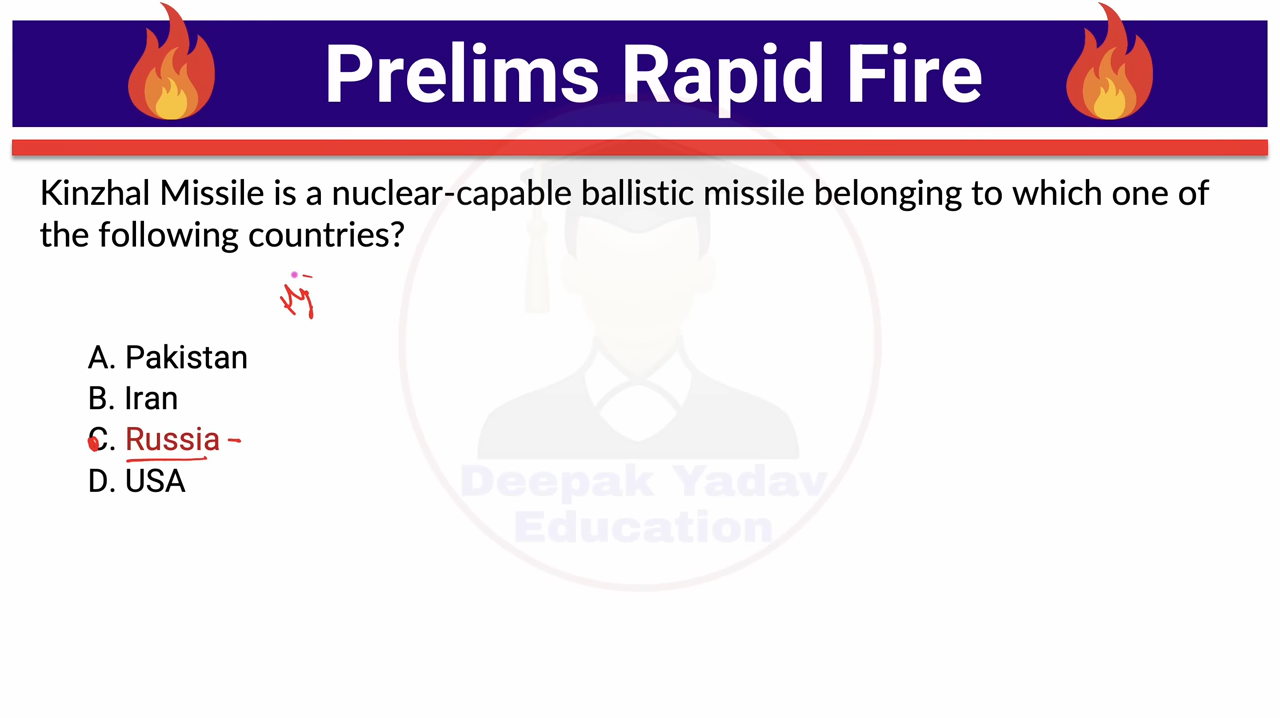 Prelims Rapid Fire
Kinzhal Missile is a nuclear-capable ballistic missile belonging to which one of
the following countries?
A. Pakistan
B. Iran
C. Russia -
D. USA
Deepak Yadav
Education